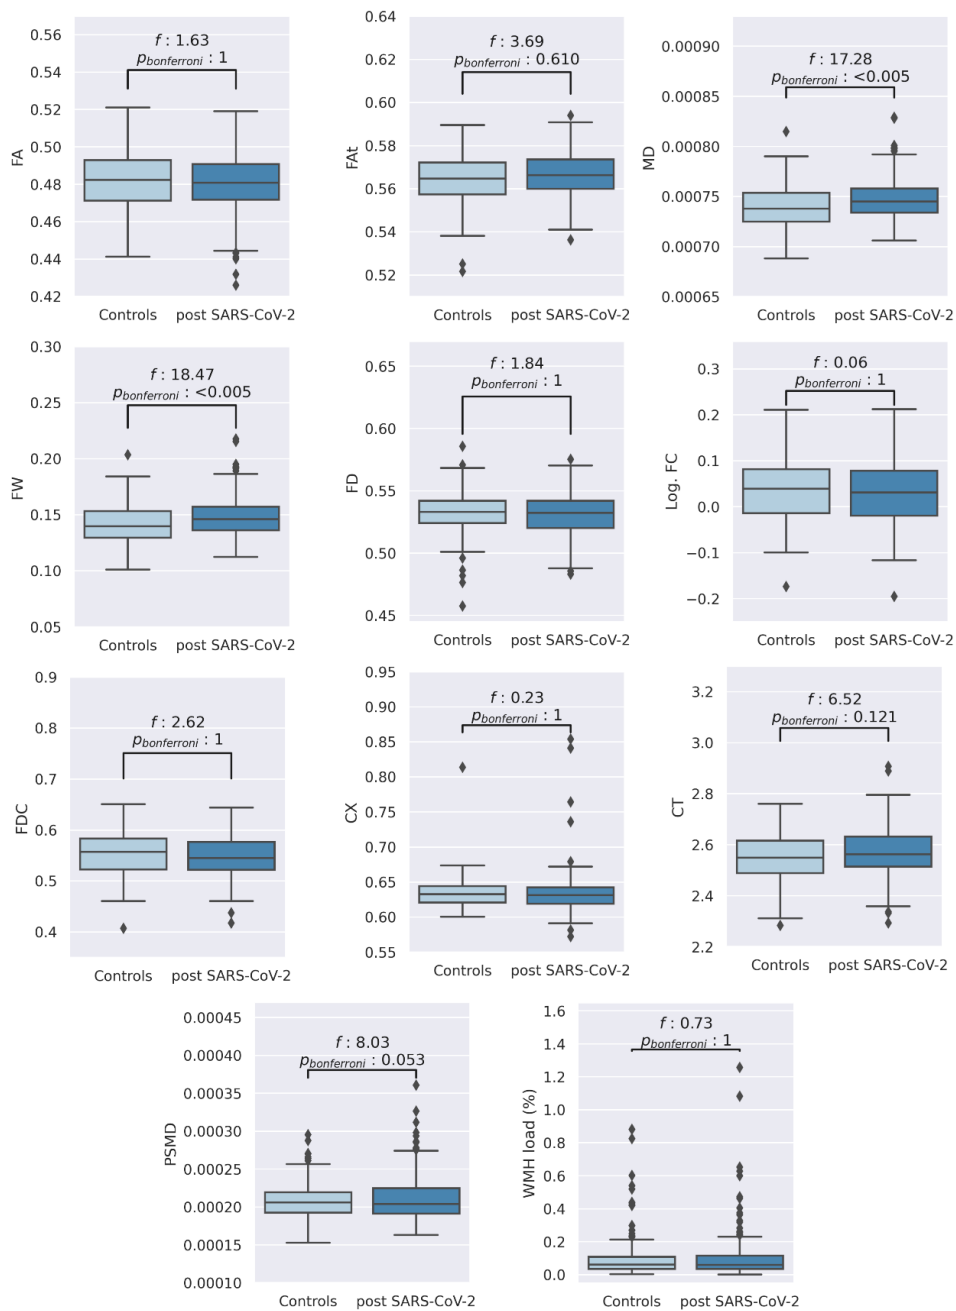 f : 1.63
p_bonferroni : 1
0.56
0.54
0.52
0.50
0.48
0.46
0.44
0.42
FA
Controls post SARS-CoV-2
f : 3.69
p_bonferroni : 0.610
0.64
0.62
0.60
0.58
0.56
0.54
0.52
FAt
Controls post SARS-CoV-2
f : 17.28
p_bonferroni : <0.005
0.00090
0.00085
0.00080
0.00075
0.00070
0.00065
MD
Controls post SARS-CoV-2
f : 18.47
p_bonferroni : <0.005
0.30
0.25
0.20
0.15
0.10
0.05
FW
Controls post SARS-CoV-2
f : 1.84
p_bonferroni : 1
0.65
0.60
0.55
0.50
0.45
FD
Controls post SARS-CoV-2
f : 0.06
p_bonferroni : 1
0.3
0.2
0.1
0.0
−0.1
−0.2
Log. FC
Controls post SARS-CoV-2
f : 2.62
p_bonferroni : 1
0.9
0.8
0.7
0.6
0.5
0.4
FDC
Controls post SARS-CoV-2
f : 0.23
p_bonferroni : 1
0.95
0.90
0.85
0.80
0.75
0.70
0.65
0.60
0.55
CX
Controls post SARS-CoV-2
f : 6.52
p_bonferroni : 0.121
3.2
3.0
2.8
2.6
2.4
2.2
CT
Controls post SARS-CoV-2
f : 8.03
p_bonferroni : 0.053
0.00045
0.00040
0.00035
0.00030
0.00025
0.00020
0.00015
0.00010
PSMD
Controls post SARS-CoV-2
f : 0.73
p_bonferroni : 1
1.6
1.4
1.2
1.0
0.8
0.6
0.4
0.2
0.0
WMH load (%)
Controls post SARS-CoV-2